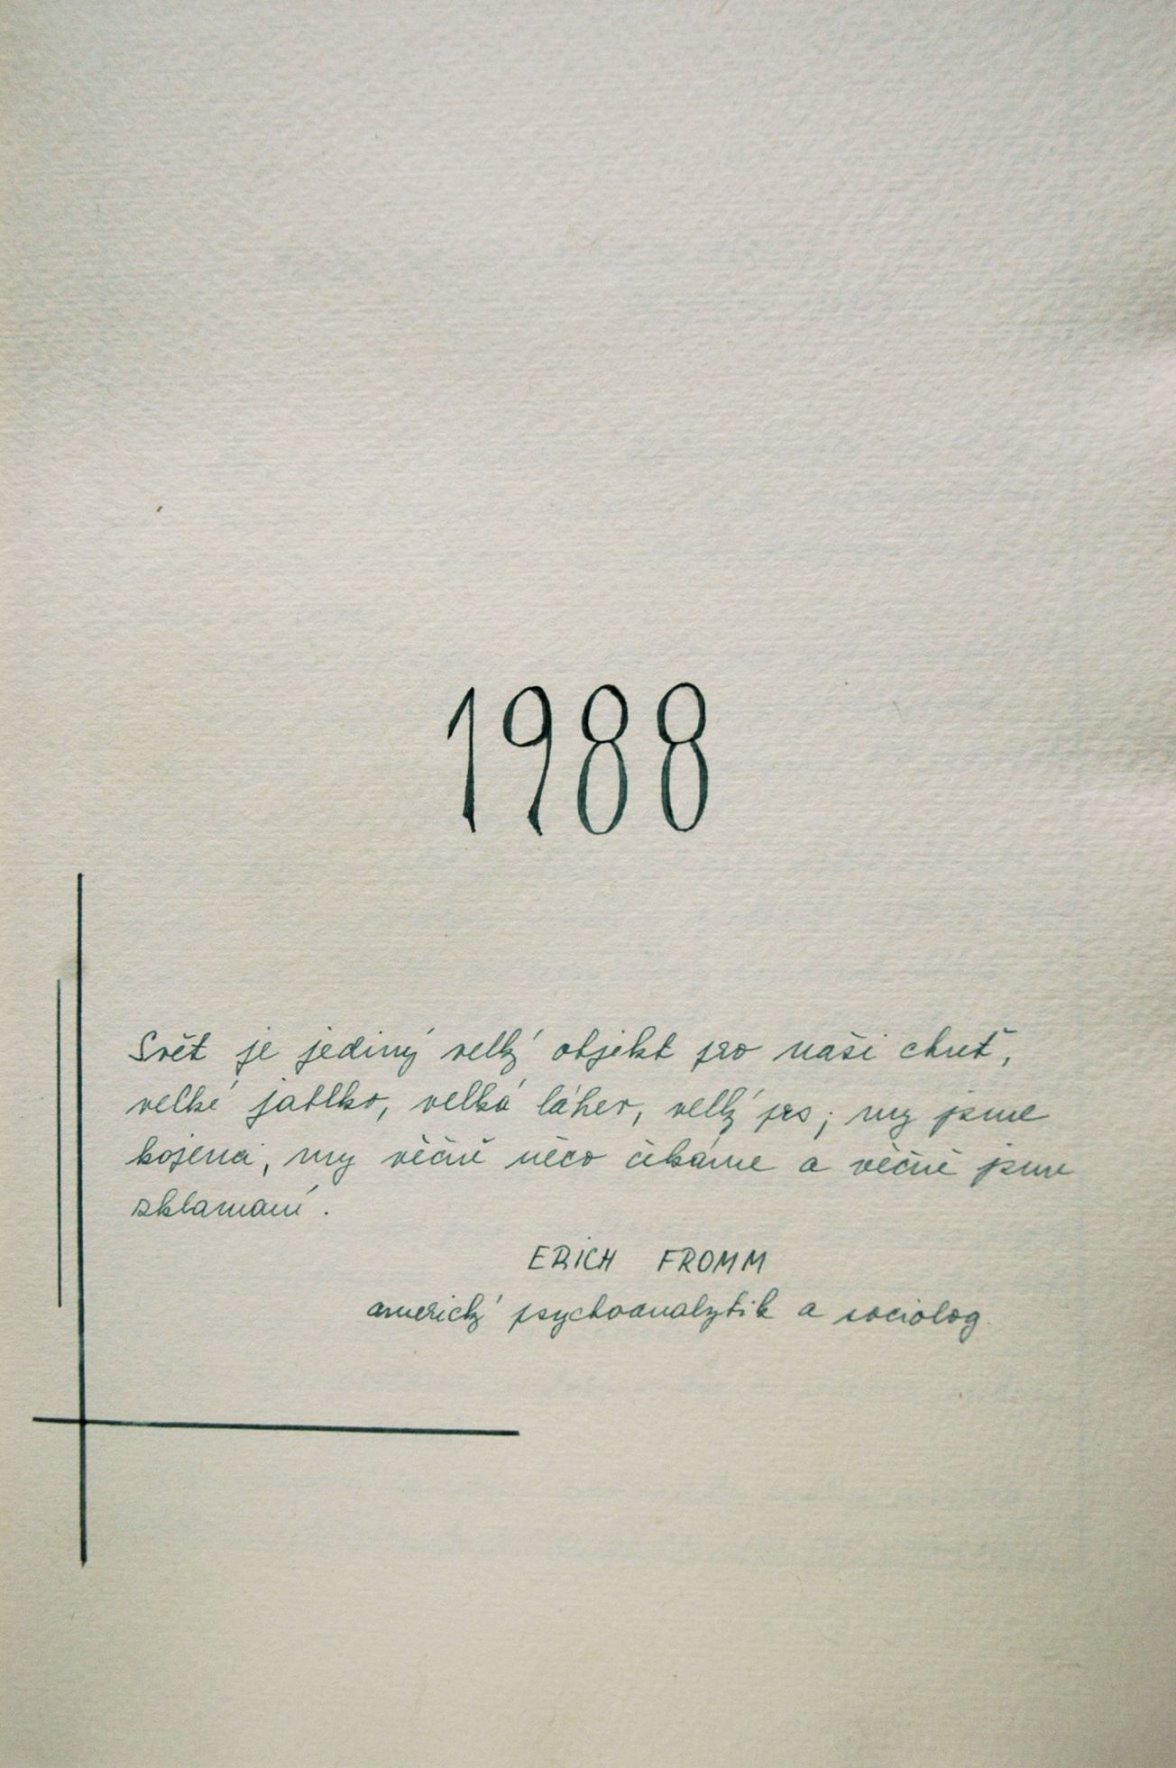 1988
Svět je jediný velký objekt pro naši chuť,
velké jablko, velká láhev, velký prs; my jsme
kojenci, my věčně něco čekáme a věčně jsme
zklamaní.
ERICH FROMM
americký psychoanalytik a sociolog